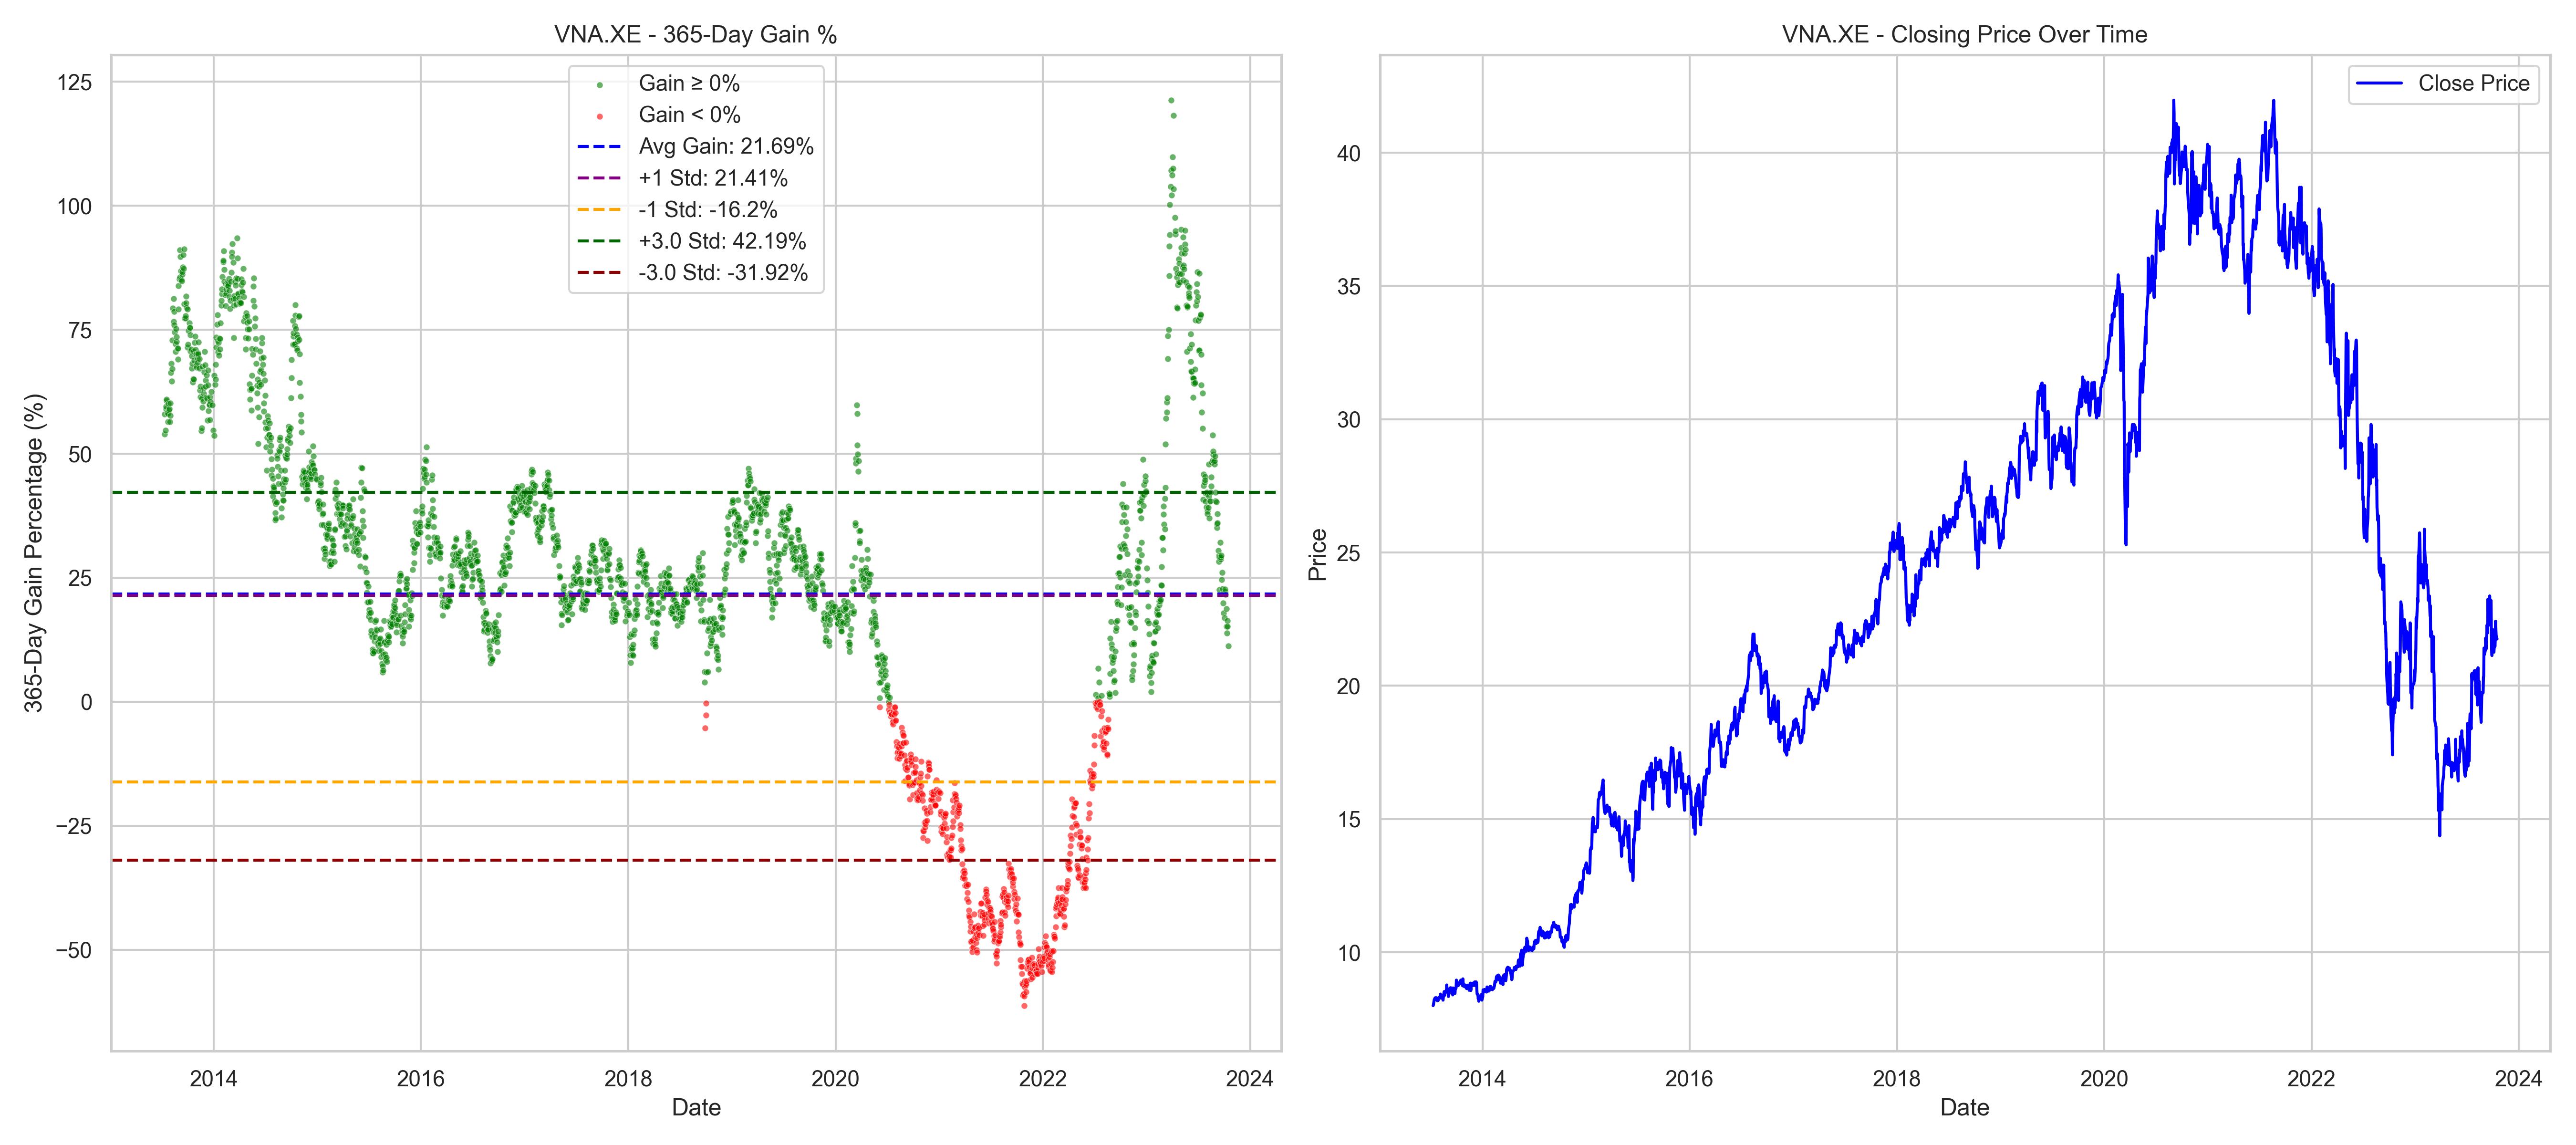 VNA.XE - 365-Day Gain %
125
100
75
50
25
0
−25
−50
365-Day Gain Percentage (%)
Gain ≥ 0%
Gain < 0%
Avg Gain: 21.69%
+1 Std: 21.41%
-1 Std: -16.2%
+3.0 Std: 42.19%
-3.0 Std: -31.92%
2014 2016 2018 2020 2022 2024
Date
VNA.XE - Closing Price Over Time
Close Price
40
35
30
25
20
15
10
Price
2014 2016 2018 2020 2022 2024
Date